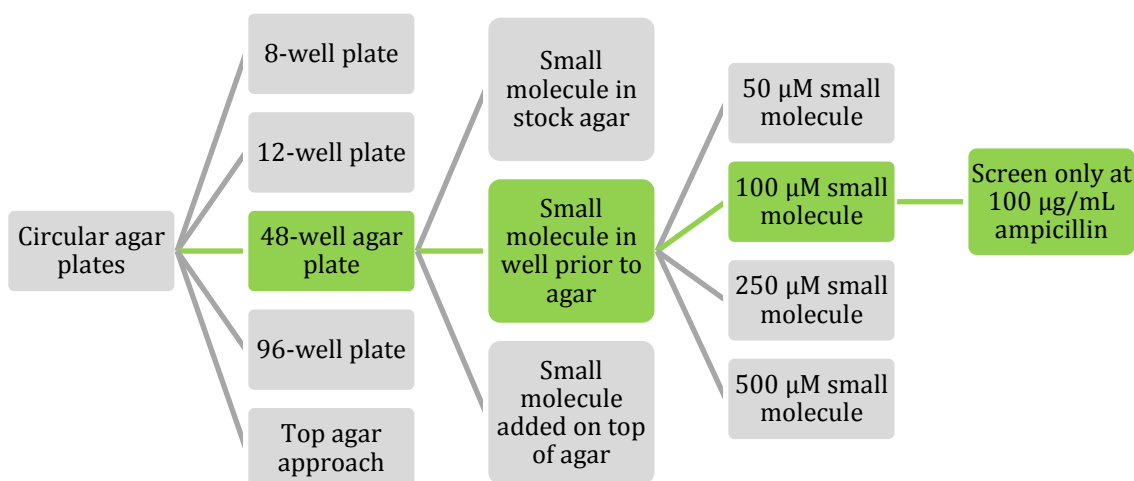 Circular agar
plates
8-well plate
12-well plate
48-well agar
plate
96-well plate
Top agar
approach
Small
molecule in
stock agar
Small
molecule in
well prior to
agar
Small
molecule
added on top
of agar
50 µM small
molecule
100 µM small
molecule
250 µM small
molecule
500 µM small
molecule
Screen only at
100 µg/mL
ampicillin